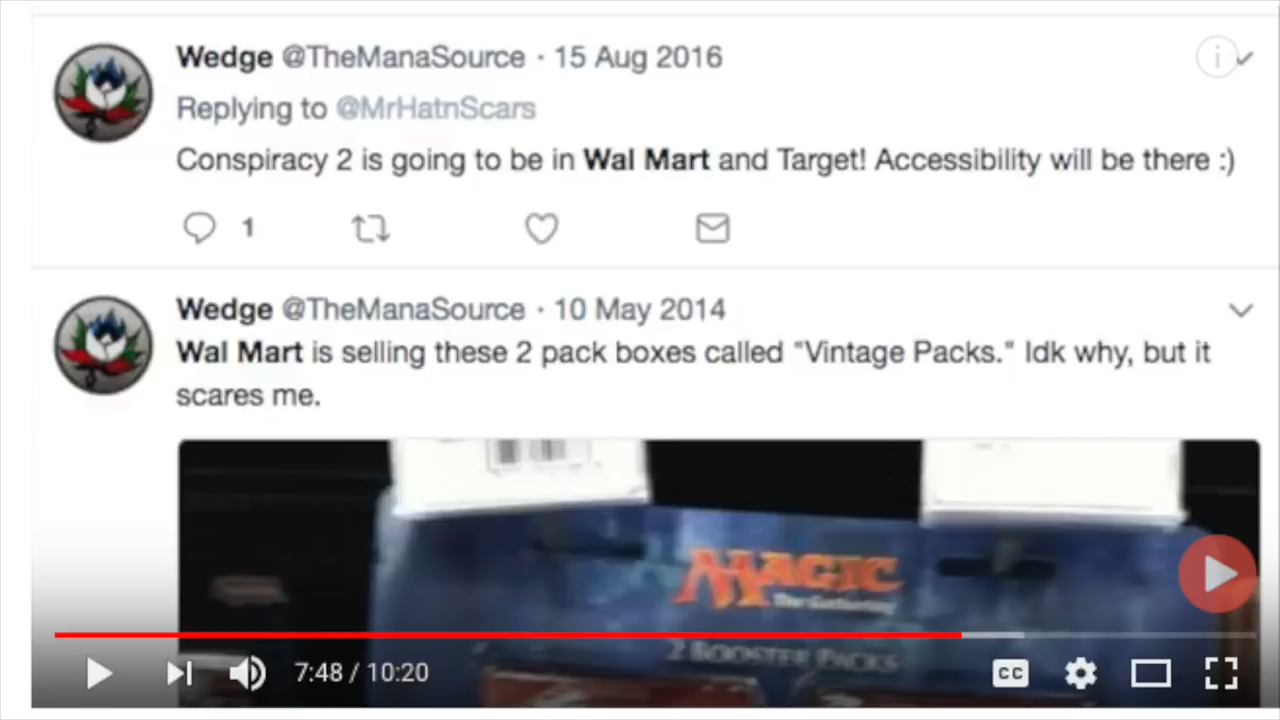 Wedge @TheManaSource · 15 Aug 2016
Replying to @MrHatnScars
Conspiracy 2 is going to be in Wal Mart and Target! Accessibility will be there :)
1
Wedge @TheManaSource · 10 May 2014
Wal Mart is selling these 2 pack boxes called "Vintage Packs." Idk why, but it
scares me.
MAGIC
The Gathering
2 BOOSTER PACKS
7:48 / 10:20
CC